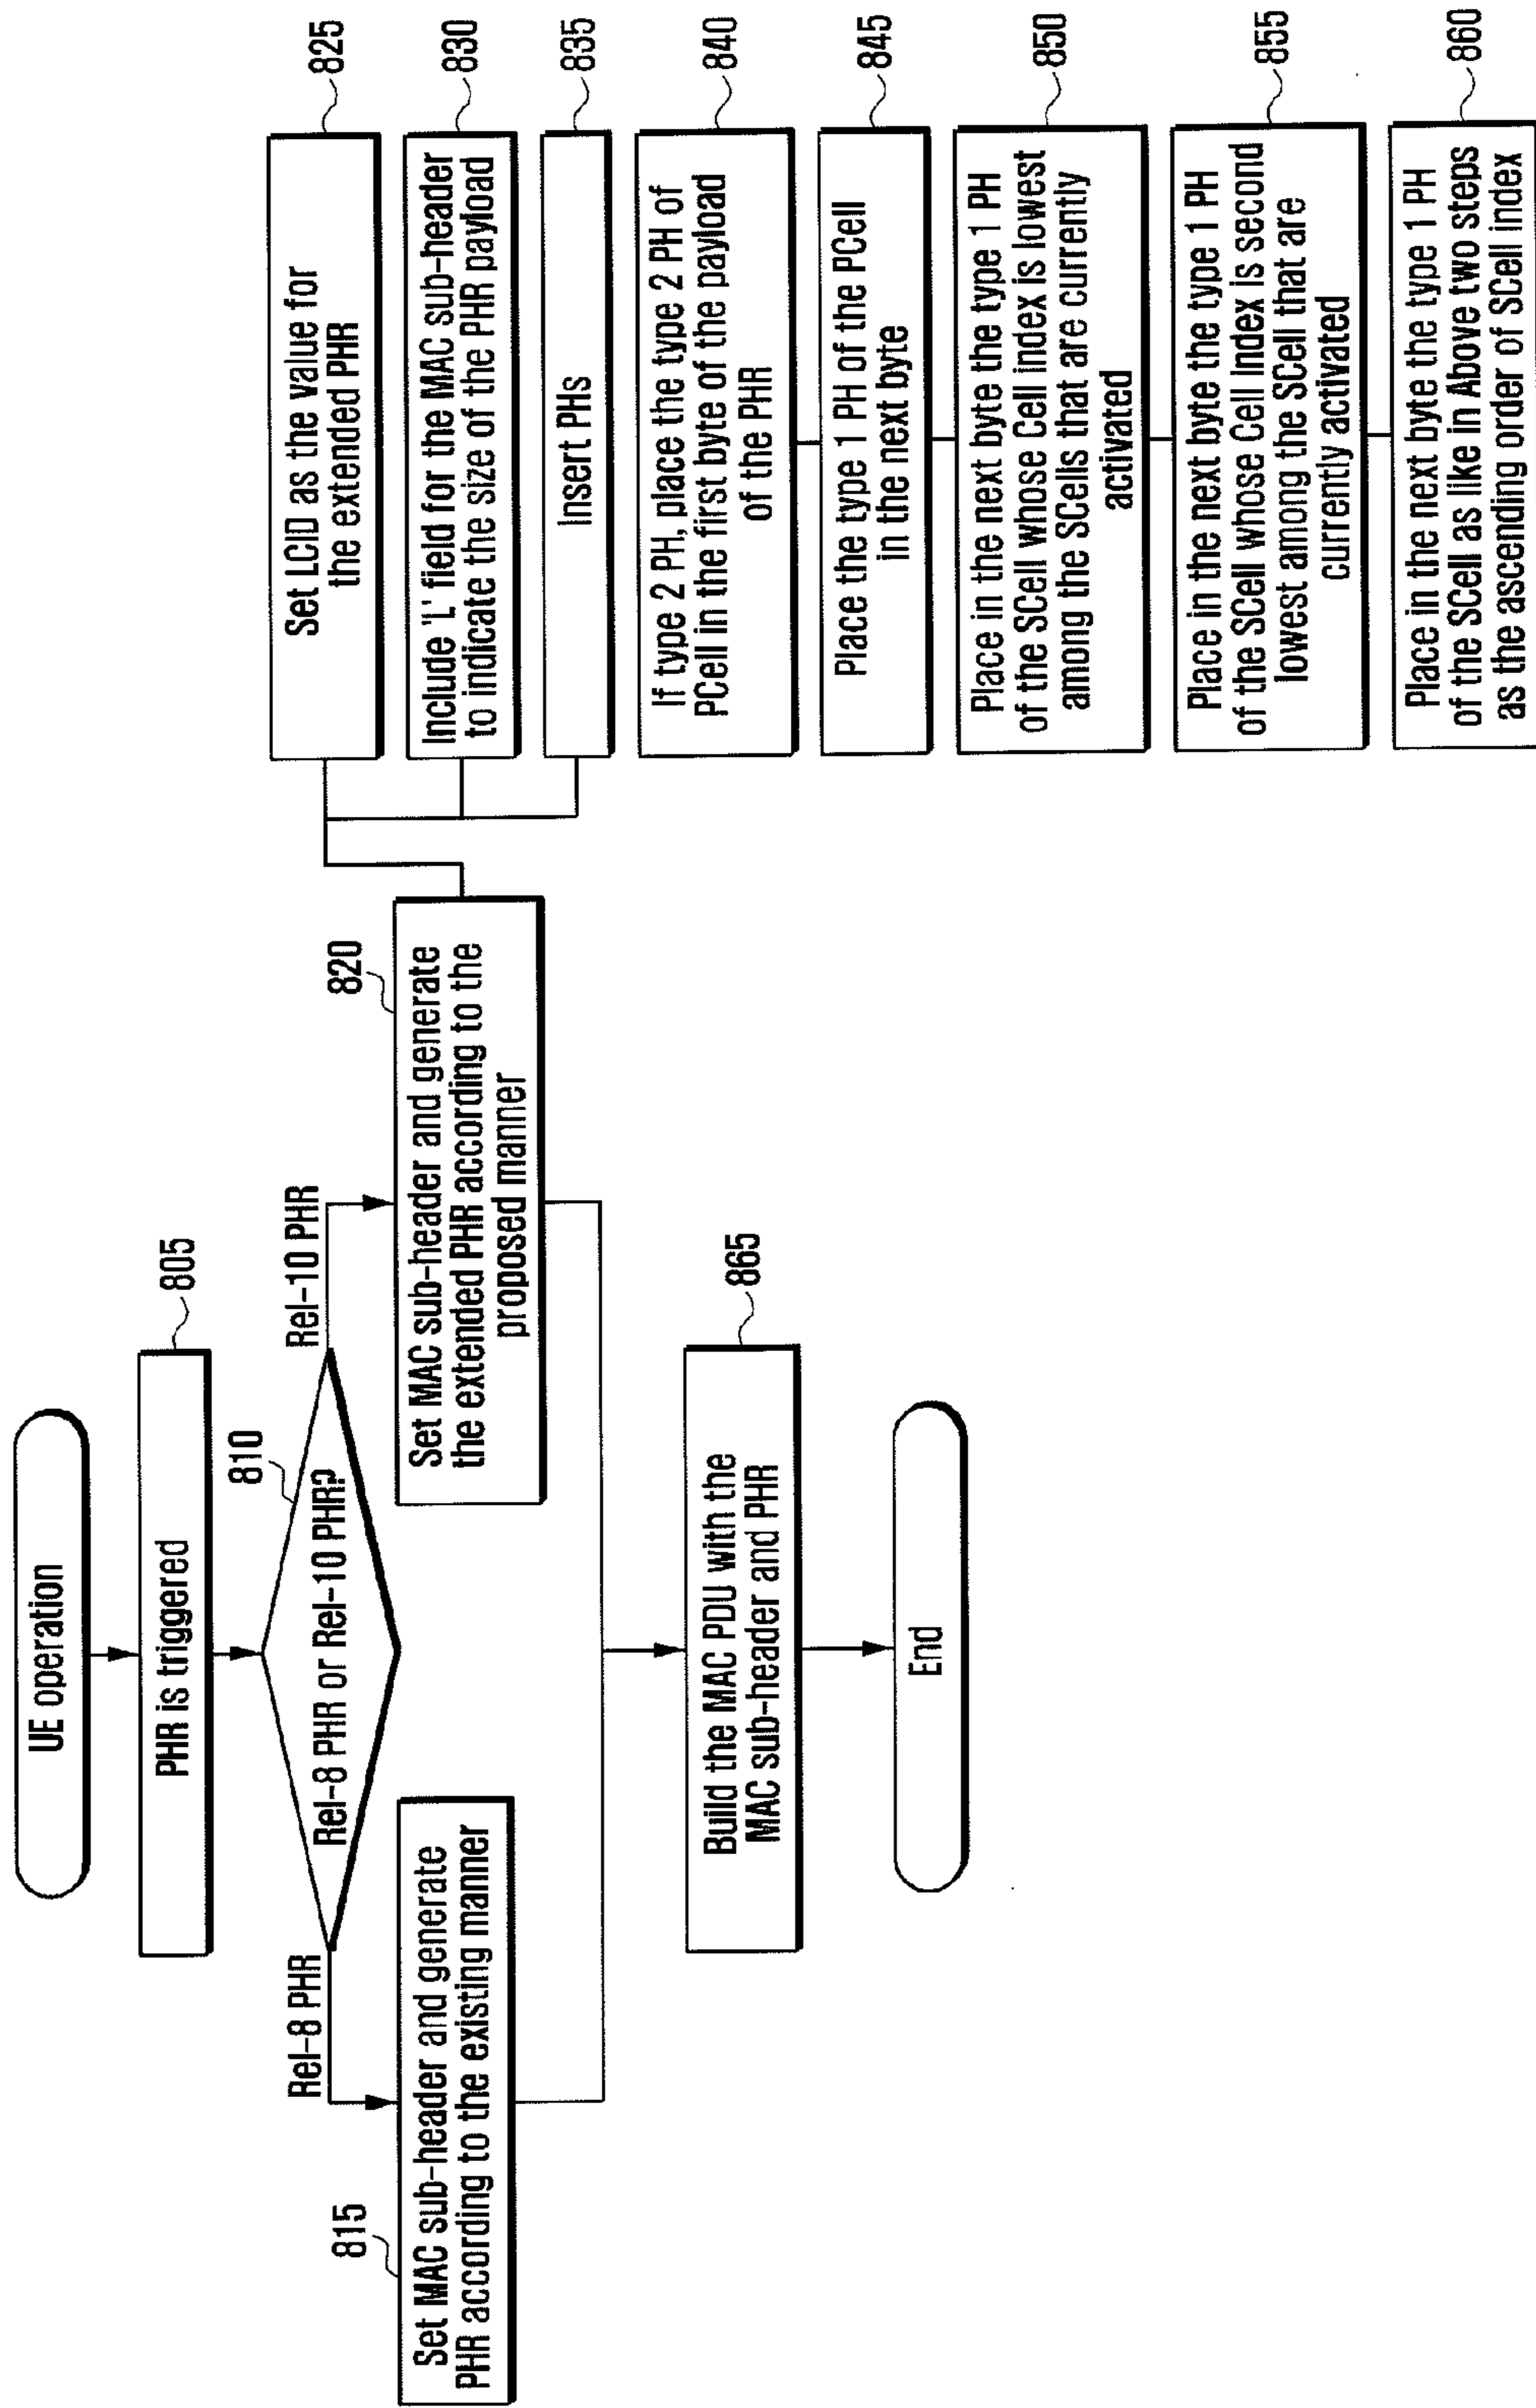 UE operation
PHR is triggered
805
810
Rel-8 PHR or Rel-10 PHR?
Rel-8 PHR
Rel-10 PHR
815
Set MAC sub-header and generate
PHR according to the existing manner
820
Set MAC sub-header and generate
the extended PHR according to the
proposed manner
Build the MAC PDU with the
MAC sub-header and PHR
865
End
Set LCID as the value for
the extended PHR
825
Include 'L' field for the MAC sub-header
to indicate the size of the PHR payload
830
Insert PHs
835
If type 2 PH, place the type 2 PH of
PCell in the first byte of the payload
of the PHR
840
Place the type 1 PH of the PCell
in the next byte
845
Place in the next byte the type 1 PH
of the SCell whose Cell index is lowest
among the SCells that are currently
activated
850
Place in the next byte the type 1 PH
of the SCell whose Cell Index is second
lowest among the SCell that are
currently activated
855
Place in the next byte the type 1 PH
of the SCell as like in Above two steps
as the ascending order of SCell index
860